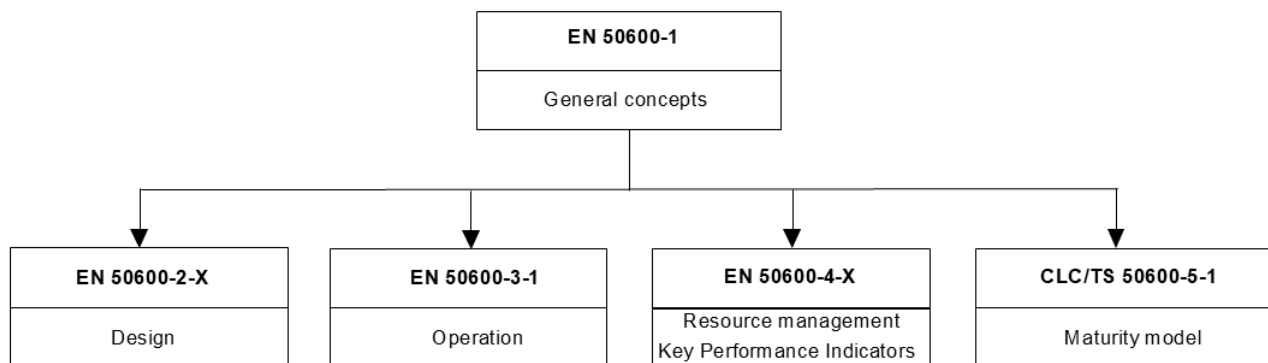 EN 50600-1
General concepts
EN 50600-2-X
Design
EN 50600-3-1
Operation
EN 50600-4-X
Resource management
Key Performance Indicators
CLC/TS 50600-5-1
Maturity model